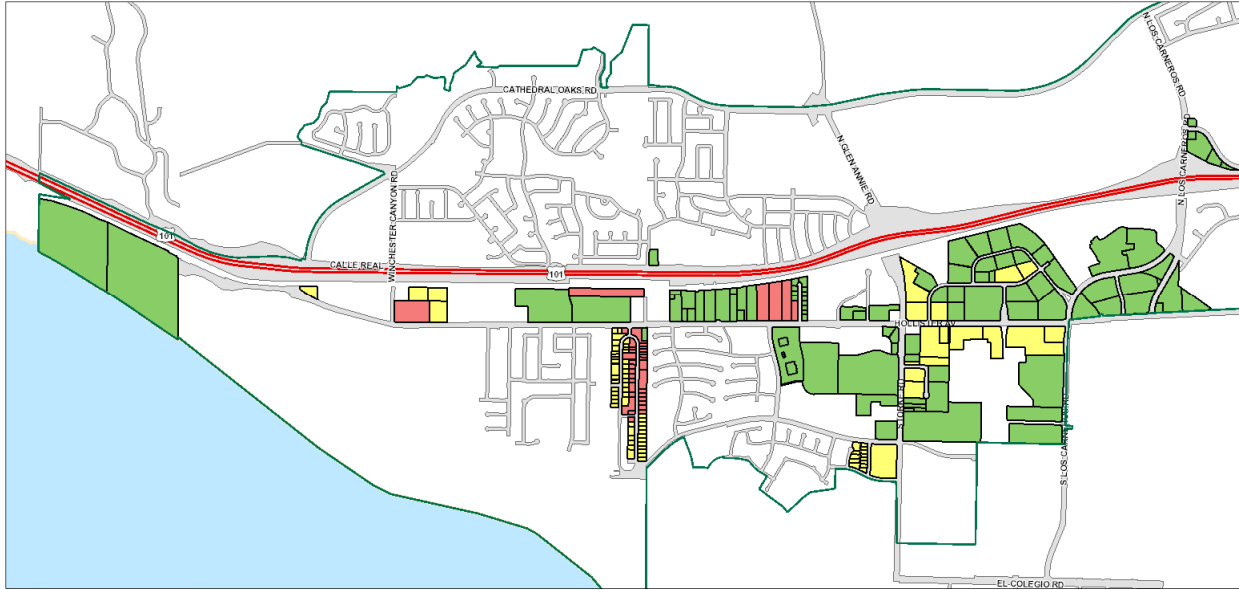 N LOS CARNEROS RD
CATHEDRAL OAKS RD
N LOS CARNEROS RD
N GLEN ANNIE RD
WINCHESTER CANYON RD
101
CALLE REAL
101
HOLLISTER AV
STORKE RD
EL COLEGIO RD